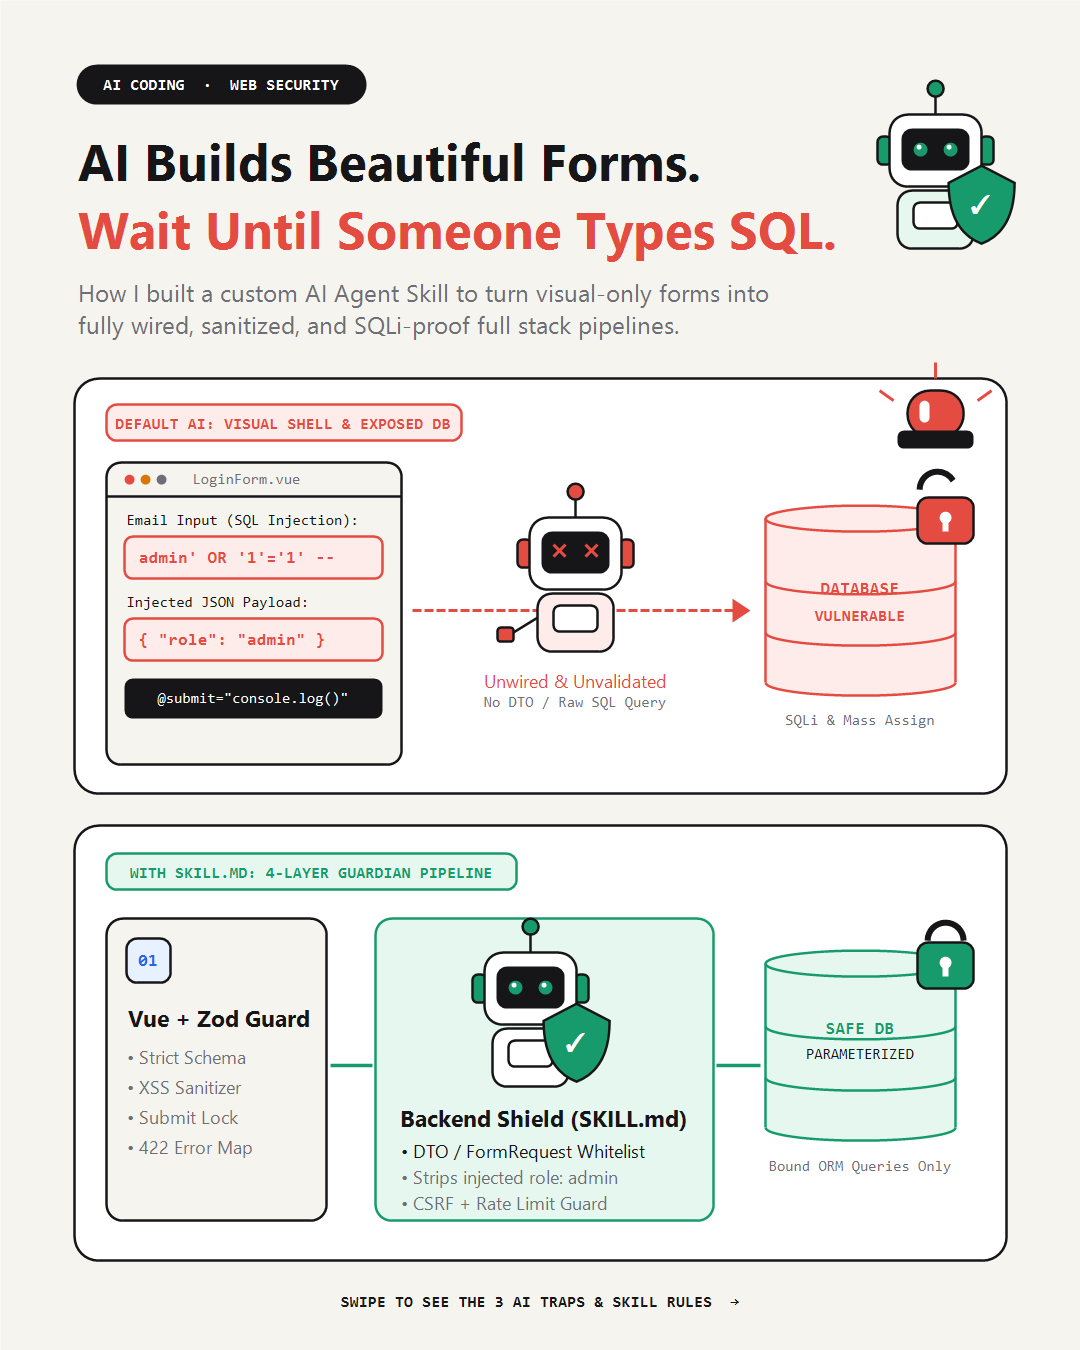 AI CODING · WEB SECURITY
AI Builds Beautiful Forms.
Wait Until Someone Types SQL.
How I built a custom AI Agent Skill to turn visual-only forms into
fully wired, sanitized, and SQLi-proof full stack pipelines.
DEFAULT AI: VISUAL SHELL & EXPOSED DB
LoginForm.vue
Email Input (SQL Injection):
admin' OR '1'='1' --
Injected JSON Payload:
{ "role": "admin" }
@submit="console.log()"
Unwired & Unvalidated
No DTO / Raw SQL Query
DATABASE
VULNERABLE
SQLi & Mass Assign
WITH SKILL.MD: 4-LAYER GUARDIAN PIPELINE
01
Vue + Zod Guard
• Strict Schema
• XSS Sanitizer
• Submit Lock
• 422 Error Map
Backend Shield (SKILL.md)
• DTO / FormRequest Whitelist
• Strips injected role: admin
• CSRF + Rate Limit Guard
SAFE DB
PARAMETERIZED
Bound ORM Queries Only
SWIPE TO SEE THE 3 AI TRAPS & SKILL RULES →